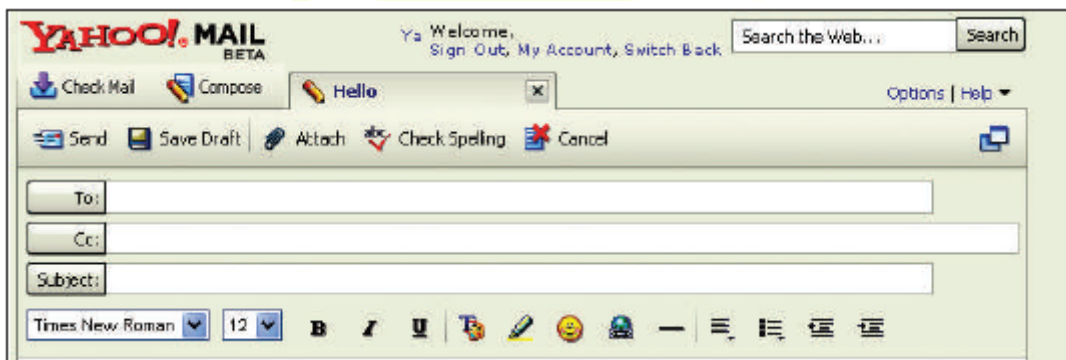 YAHOO!. MAIL
BETA
Ya Welcome,
Sign Out, My Account, Switch Back
Search the Web...
Search
Check Mail
Compose
Hello
Options | Help
Send
Save Draft
Attach
Check Spelling
Cancel
To:
Cc:
Subject:
Times New Roman
12
B I U